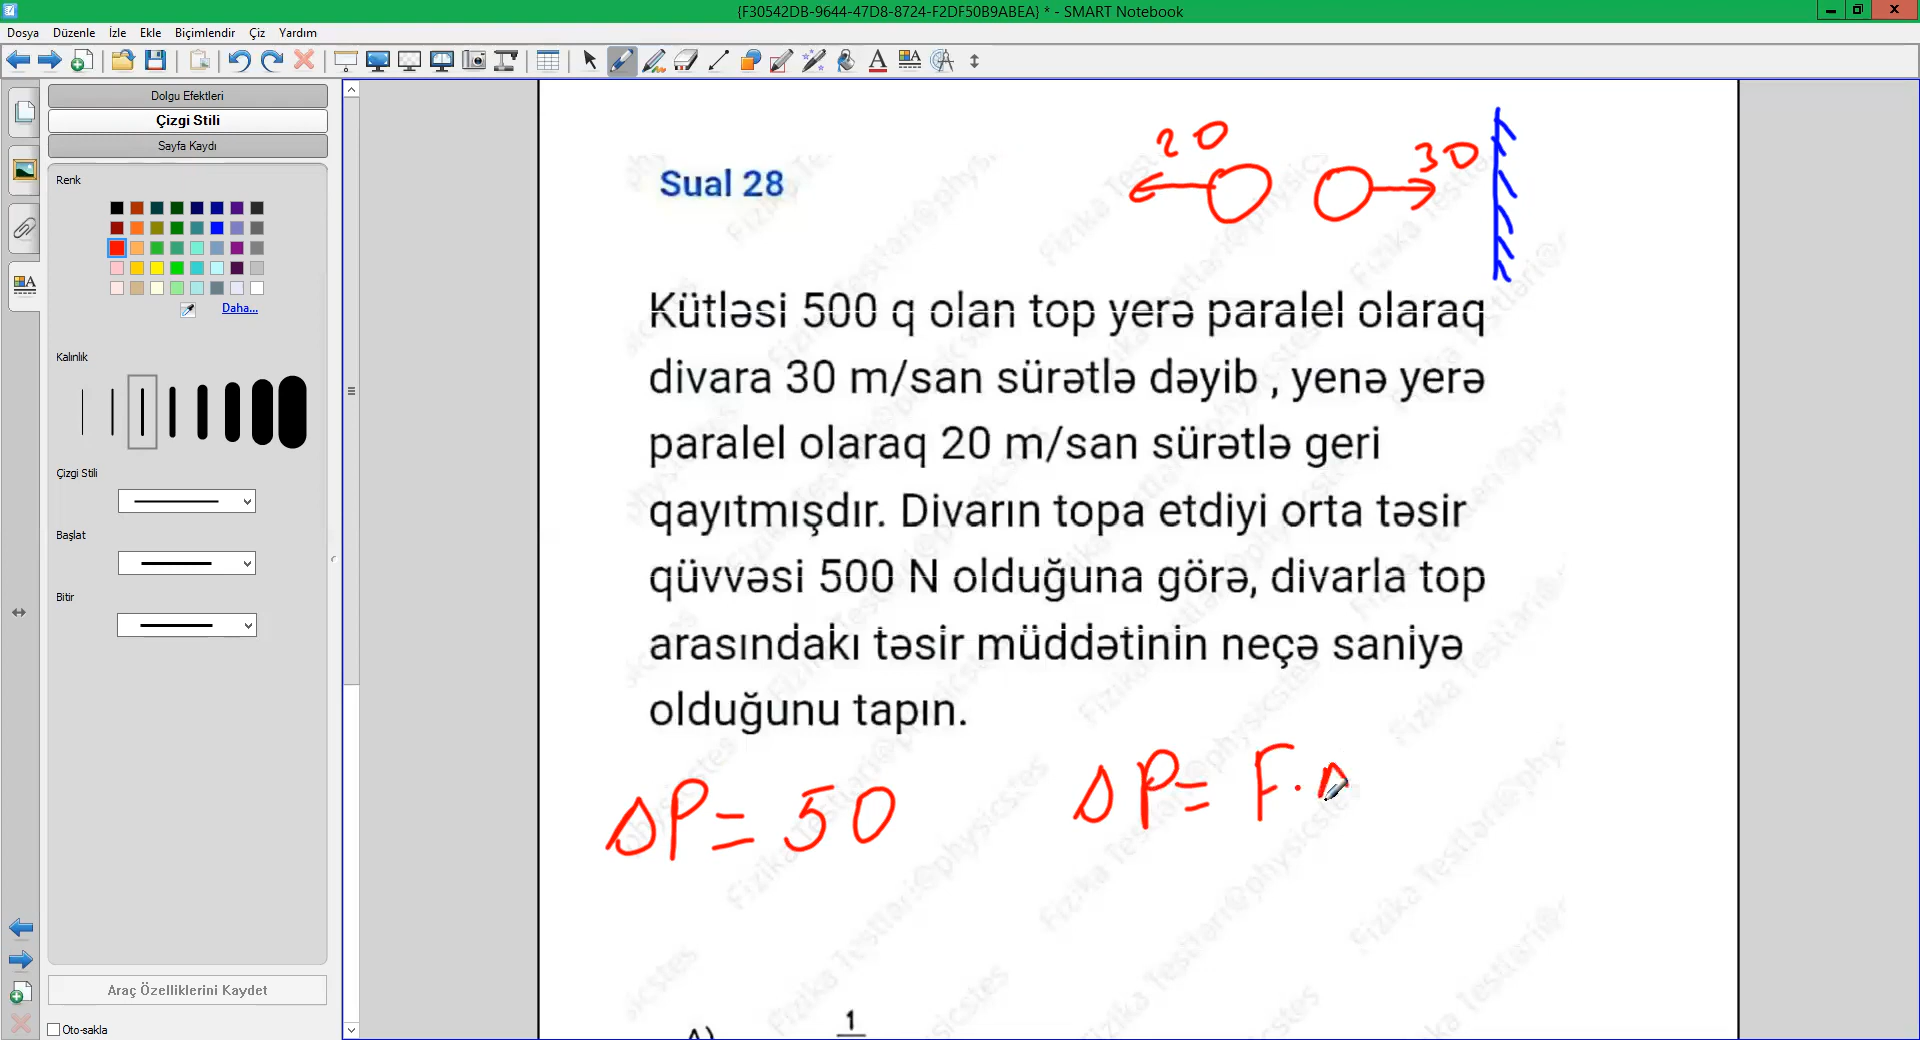 {F30542DB-9644-47D8-8724-F2DF50B9ABEA} * - SMART Notebook
Dosya Düzenle İzle Ekle Biçimlendir Çiz Yardım
Dolgu Efektleri
Çizgi Stili
Sayfa Kaydı
Renk
Daha...
Kalınlık
Çizgi Stili
Başlat
Bitir
Araç Özelliklerini Kaydet
Oto-sakla
20
30
Sual 28
Kütləsi 500 q olan top yerə paralel olaraq
divara 30 m/san sürətlə dəyib , yenə yerə
paralel olaraq 20 m/san sürətlə geri
qayıtmışdır. Divarın topa etdiyi orta təsir
qüvvəsi 500 N olduğuna görə, divarla top
arasındakı təsir müddətinin neçə saniyə
olduğunu tapın.
ΔP = 50
ΔP = F · Δ
1